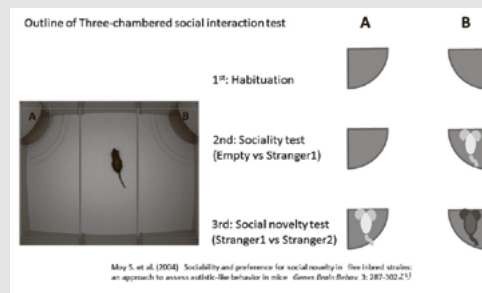 Outline of Three-chambered social interaction test
A
B
1st: Habituation
A
B
2nd: Sociality test
(Empty vs Stranger1)
3rd: Social novelty test
(Stranger1 vs Stranger2)
Moy S. et al. (2004) Sociability and preference for social novelty in five inbred strains:
an approach to assess autistic-like behavior in mice Genes Brain Behav. 3: 287-302